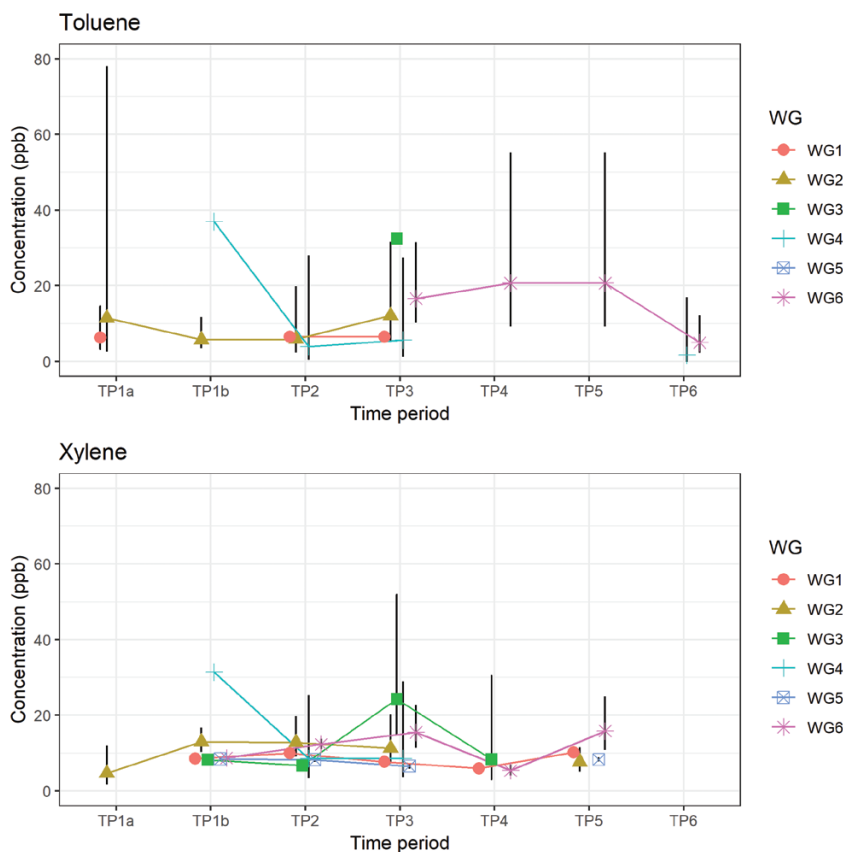 Toluene
80
60
40
20
0
Concentration (ppb)
TP1a TP1b TP2 TP3 TP4 TP5 TP6
Time period
WG
WG1
WG2
WG3
WG4
WG5
WG6
Xylene
80
60
40
20
0
Concentration (ppb)
TP1a TP1b TP2 TP3 TP4 TP5 TP6
Time period
WG
WG1
WG2
WG3
WG4
WG5
WG6